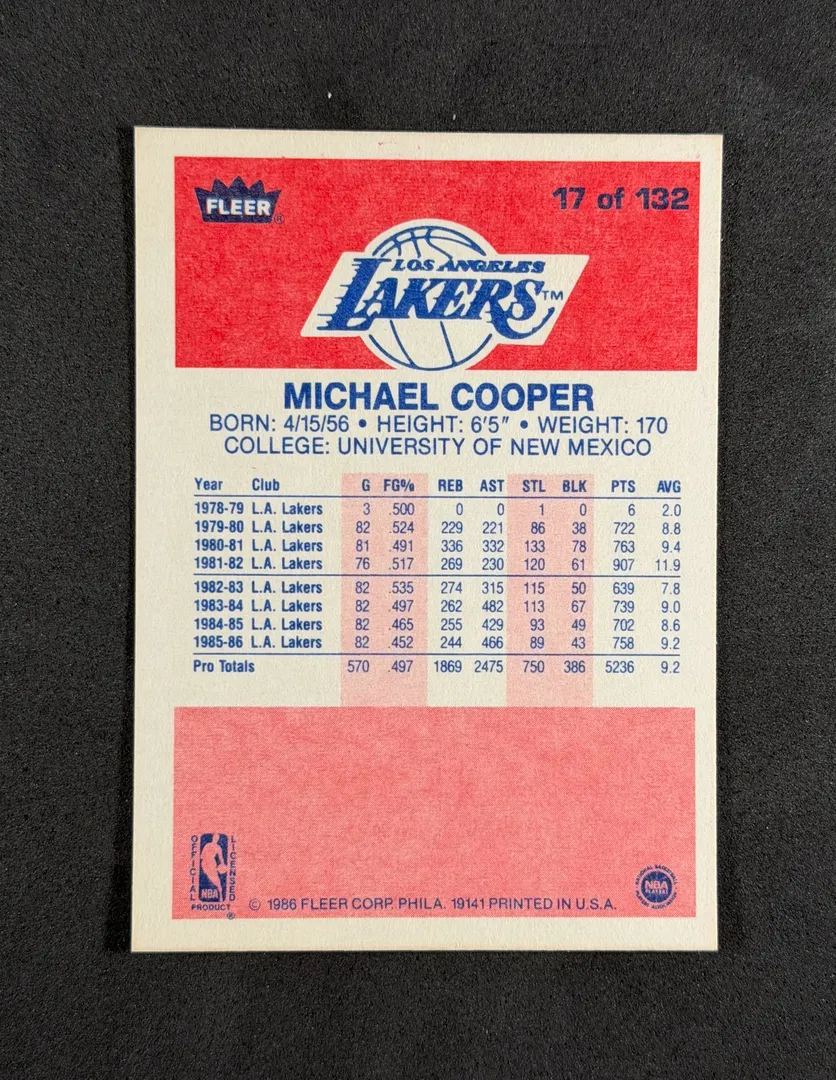 FLEER®
17 of 132
LOS ANGELES
LAKERS™
MICHAEL COOPER
BORN: 4/15/56 • HEIGHT: 6'5" • WEIGHT: 170
COLLEGE: UNIVERSITY OF NEW MEXICO
Year Club G FG% REB AST STL BLK PTS AVG
1978-79 L.A. Lakers 3 .500 0 0 1 0 6 2.0
1979-80 L.A. Lakers 82 .524 229 221 86 38 722 8.8
1980-81 L.A. Lakers 81 .491 336 332 133 78 763 9.4
1981-82 L.A. Lakers 76 .517 269 230 120 61 907 11.9
1982-83 L.A. Lakers 82 .535 274 315 115 50 639 7.8
1983-84 L.A. Lakers 82 .497 262 482 113 67 739 9.0
1984-85 L.A. Lakers 82 .465 255 429 93 49 702 8.6
1985-86 L.A. Lakers 82 .452 244 466 89 43 758 9.2
Pro Totals 570 .497 1869 2475 750 386 5236 9.2
OFFICIAL
LICENSED
NBA
PRODUCT®
© 1986 FLEER CORP. PHILA. 19141 PRINTED IN U.S.A.
NATIONAL BASKETBALL
NBA
PLAYERS